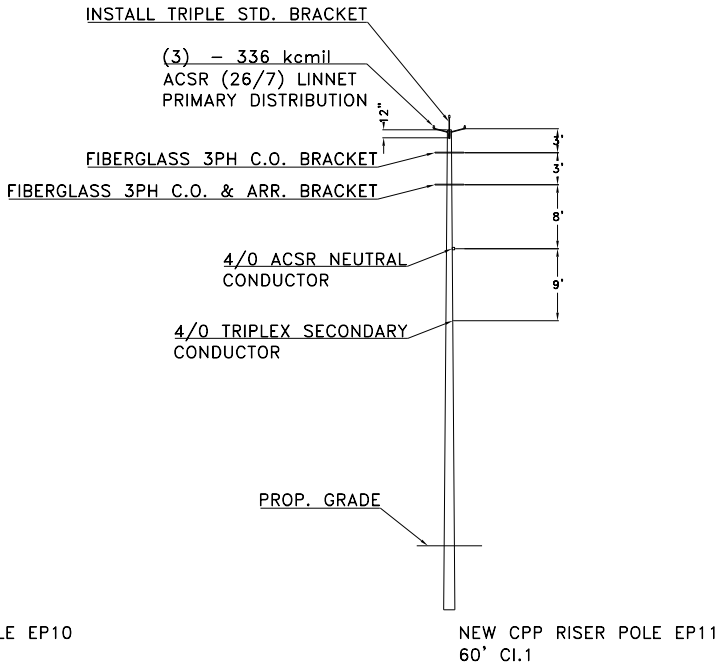 INSTALL TRIPLE STD. BRACKET
(3) - 336 kcmil
ACSR (26/7) LINNET
PRIMARY DISTRIBUTION
12"
3'
FIBERGLASS 3PH C.O. BRACKET
3'
FIBERGLASS 3PH C.O. & ARR. BRACKET
8'
4/0 ACSR NEUTRAL
CONDUCTOR
9'
4/0 TRIPLEX SECONDARY
CONDUCTOR
PROP. GRADE
LE EP10
NEW CPP RISER POLE EP11
60' Cl.1